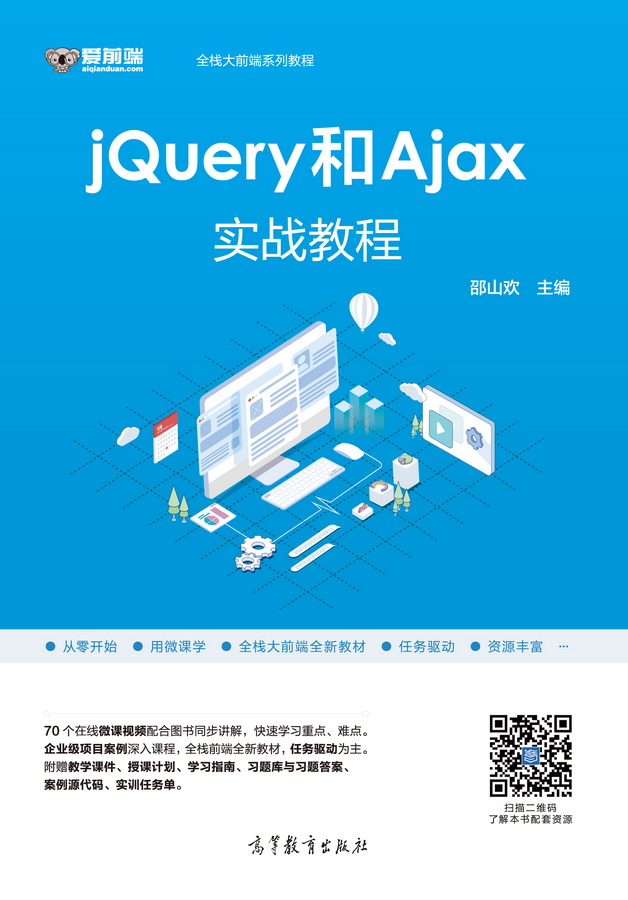 爱前端
aiqianduan.com
全栈大前端系列教程
jQuery和Ajax
实战教程
邵山欢 主编
● 从零开始 ● 用微课学 ● 全栈大前端全新教材 ● 任务驱动 ● 资源丰富 ···
70个在线微课视频配合图书同步讲解，快速学习重点、难点。
企业级项目案例深入课程，全栈前端全新教材，任务驱动为主。
附赠教学课件、授课计划、学习指南、习题库与习题答案、
案例源代码、实训任务单。
扫描二维码
了解本书配套资源
高等教育出版社